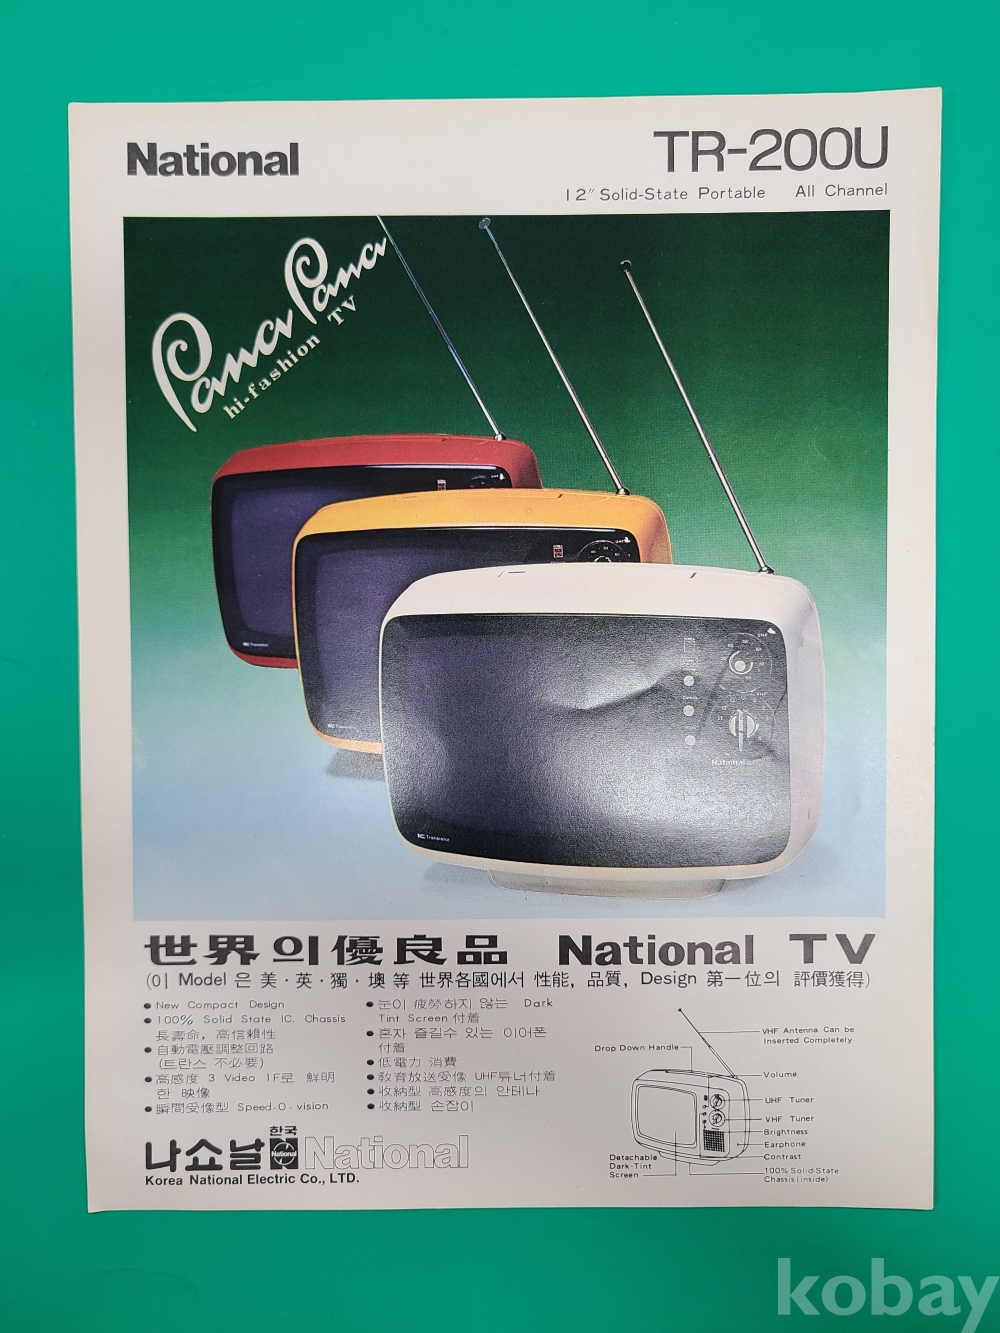 National
TR-200U
12" Solid-State Portable All Channel
Pana Pana
hi-fashion TV
IC Transistor
National
世界의優良品 National TV
(이 Model 은 美·英·獨·墺 等 世界各國에서 性能, 品質, Design 第一位의 評價獲得)
● New Compact Design
● 100% Solid State IC. Chassis
長壽命, 高信賴性
● 自動電壓調整回路
(트란스 不必要)
● 高感度 3 Video 1F로 鮮明
한 映像
● 瞬間受像型 Speed-O-vision
● 눈이 疲勞하지 않는 Dark
Tint Screen 付着
● 혼자 즐길수 있는 이어폰
付着
● 低電力 消費
● 敎育放送受像 UHF튜너付着
● 收納型 高感度의 안테나
● 收納型 손잡이
VHF Antenna Can be
Inserted Completely
Drop Down Handle
Volume
UHF Tuner
VHF Tuner
Brightness
Earphone
Contrast
100% Solid-State
Chassis(inside)
Detachable
Dark-Tint
Screen
나쇼날 한국 National National
Korea National Electric Co., LTD.
kobay